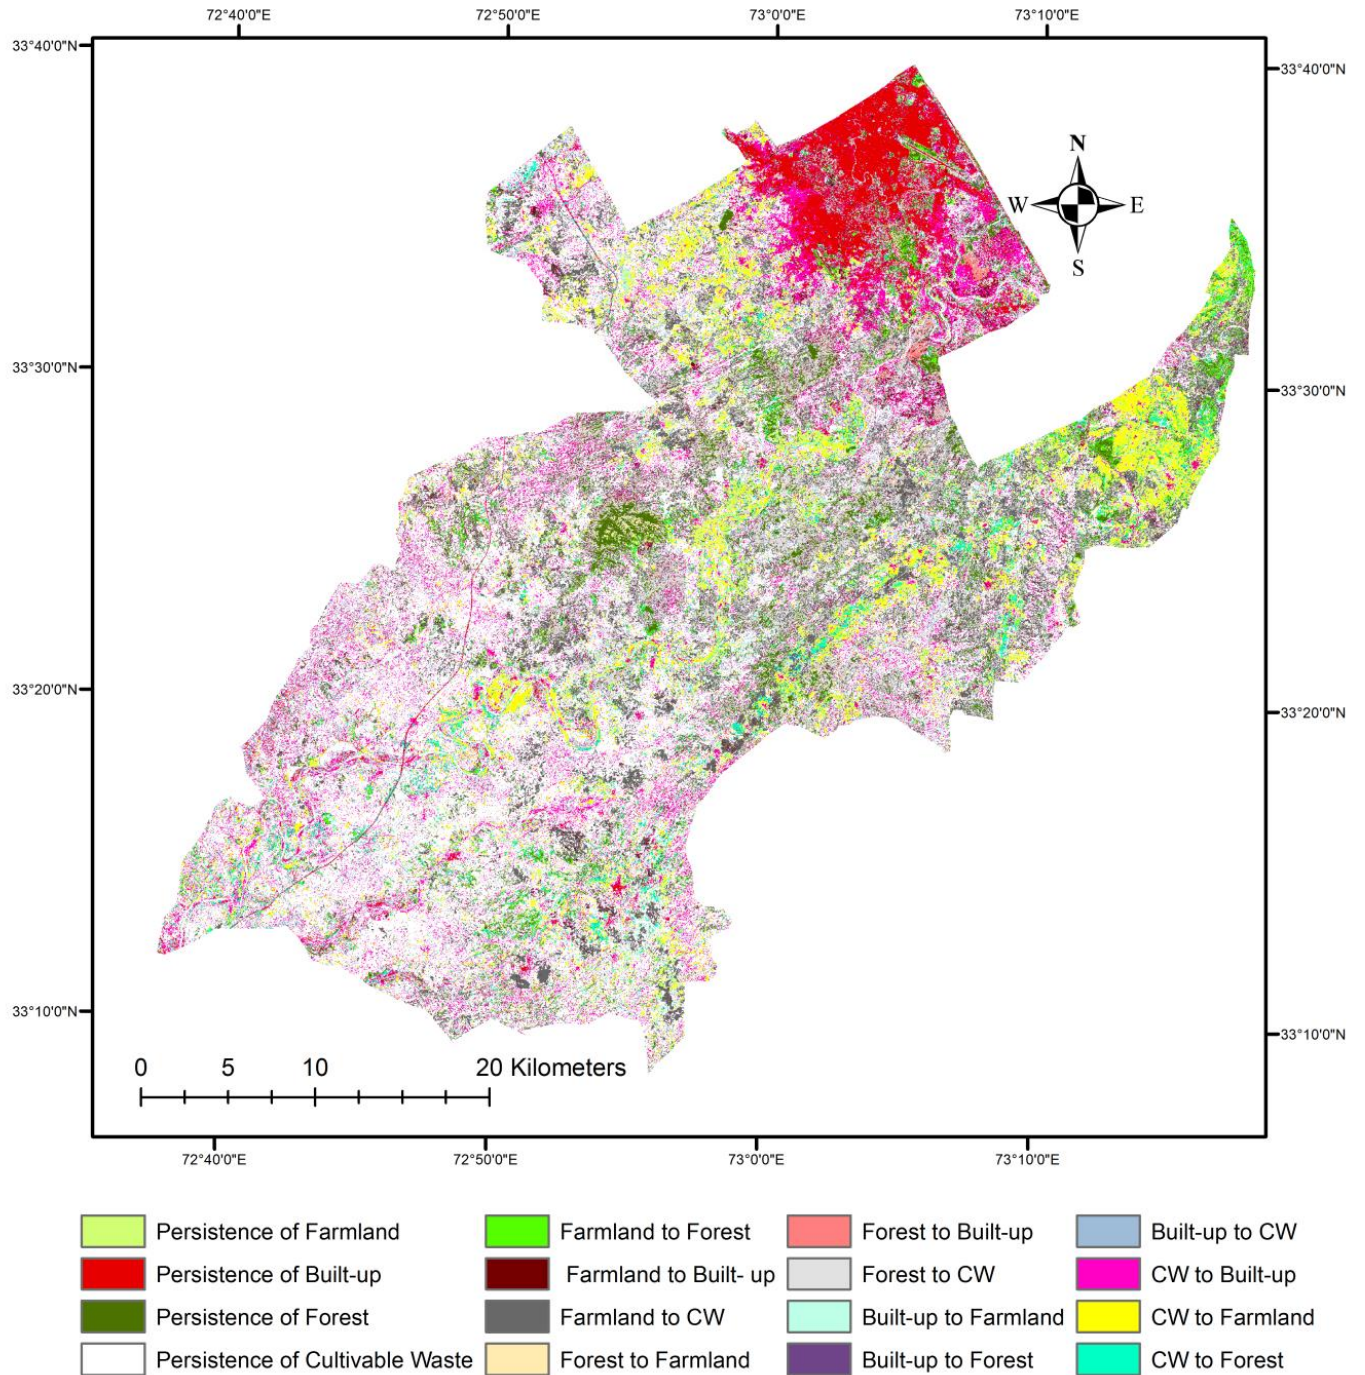 72°40'0"E 72°50'0"E 73°0'0"E 73°10'0"E
33°40'0"N 33°40'0"N
N
W E
S
33°30'0"N 33°30'0"N
33°20'0"N 33°20'0"N
33°10'0"N 33°10'0"N
0 5 10 20 Kilometers
72°40'0"E 72°50'0"E 73°0'0"E 73°10'0"E
Persistence of Farmland Farmland to Forest Forest to Built-up Built-up to CW
Persistence of Built-up Farmland to Built- up Forest to CW CW to Built-up
Persistence of Forest Farmland to CW Built-up to Farmland CW to Farmland
Persistence of Cultivable Waste Forest to Farmland Built-up to Forest CW to Forest